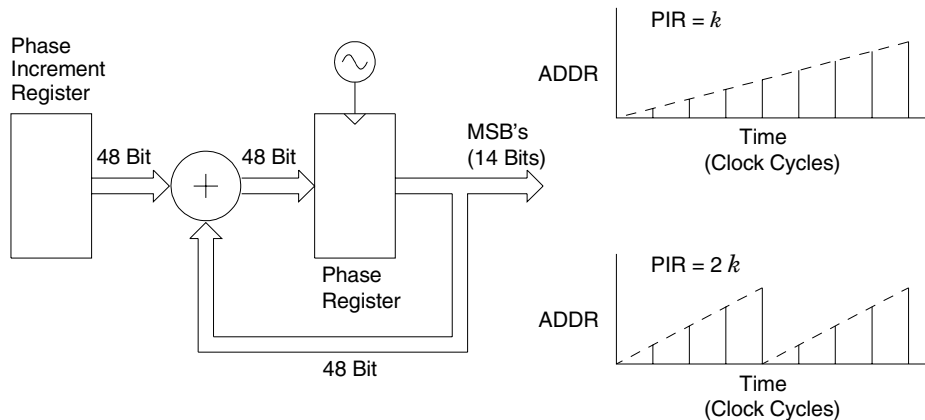 Phase
Increment
Register
48 Bit
48 Bit
MSB's
(14 Bits)
Phase
Register
48 Bit
PIR = k
ADDR
Time
(Clock Cycles)
PIR = 2 k
ADDR
Time
(Clock Cycles)